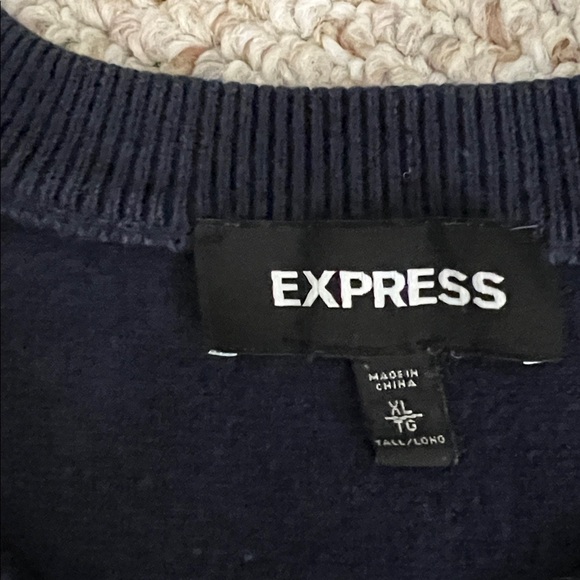 EXPRESS
MADE IN
CHINA
XL
TG
TALL/LONG